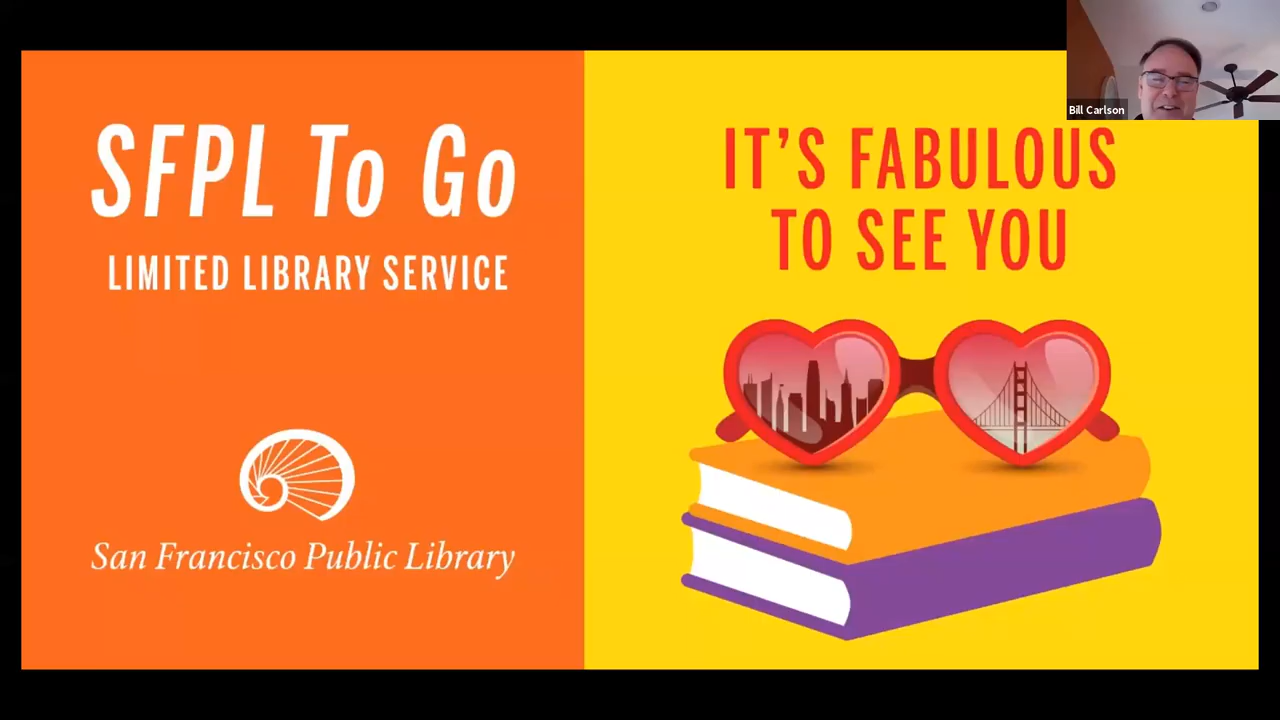 SFPL To Go
LIMITED LIBRARY SERVICE
San Francisco Public Library
IT'S FABULOUS
TO SEE YOU
Bill Carlson